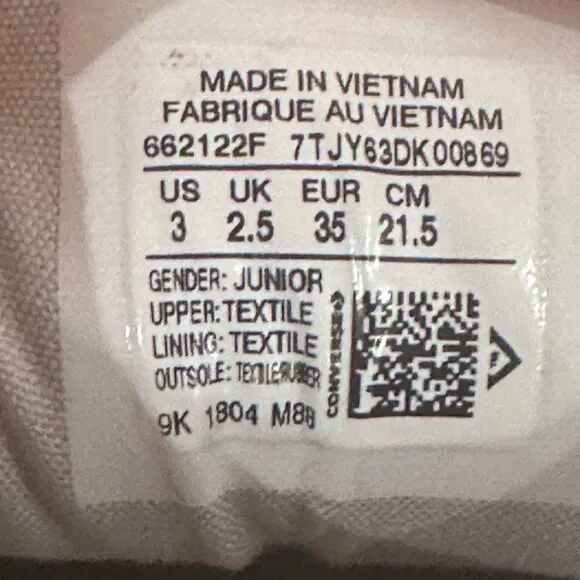 MADE IN VIETNAM
FABRIQUE AU VIETNAM
662122F 7TJY63DK00869
US UK EUR CM
3 2.5 35 21.5
GENDER: JUNIOR
UPPER: TEXTILE
LINING: TEXTILE
OUTSOLE: TEXTILE/RUBBER
CONVERSE
9K 1804 M88